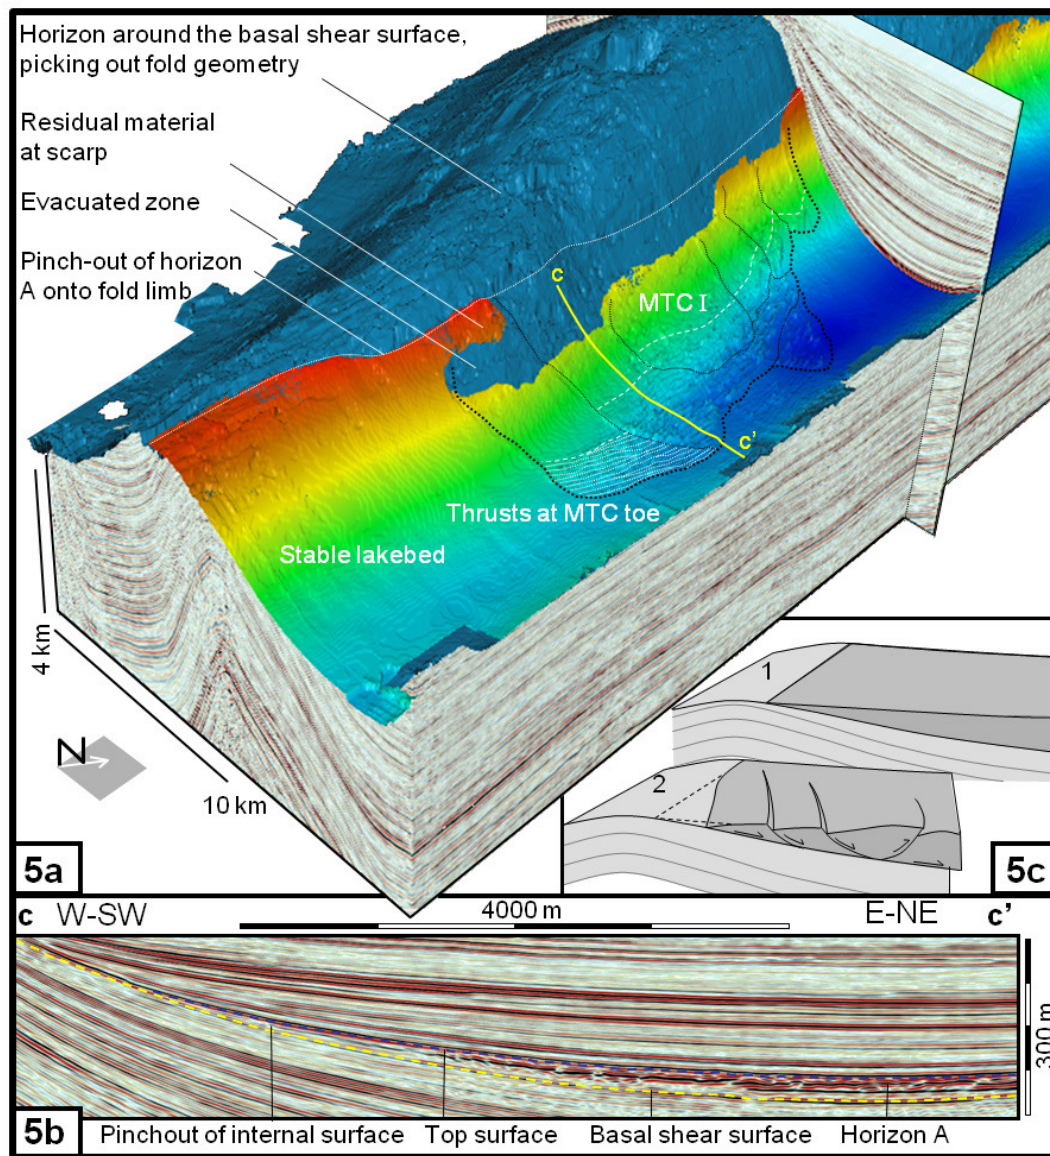 Horizon around the basal shear surface,
picking out fold geometry
Residual material
at scarp
Evacuated zone
Pinch-out of horizon
A onto fold limb
c
MTC I
c'
Thrusts at MTC toe
Stable lakebed
4 km
N
10 km
1
2
5a
5c
c W-SW 4000 m E-NE c'
300 m
5b Pinchout of internal surface Top surface Basal shear surface Horizon A